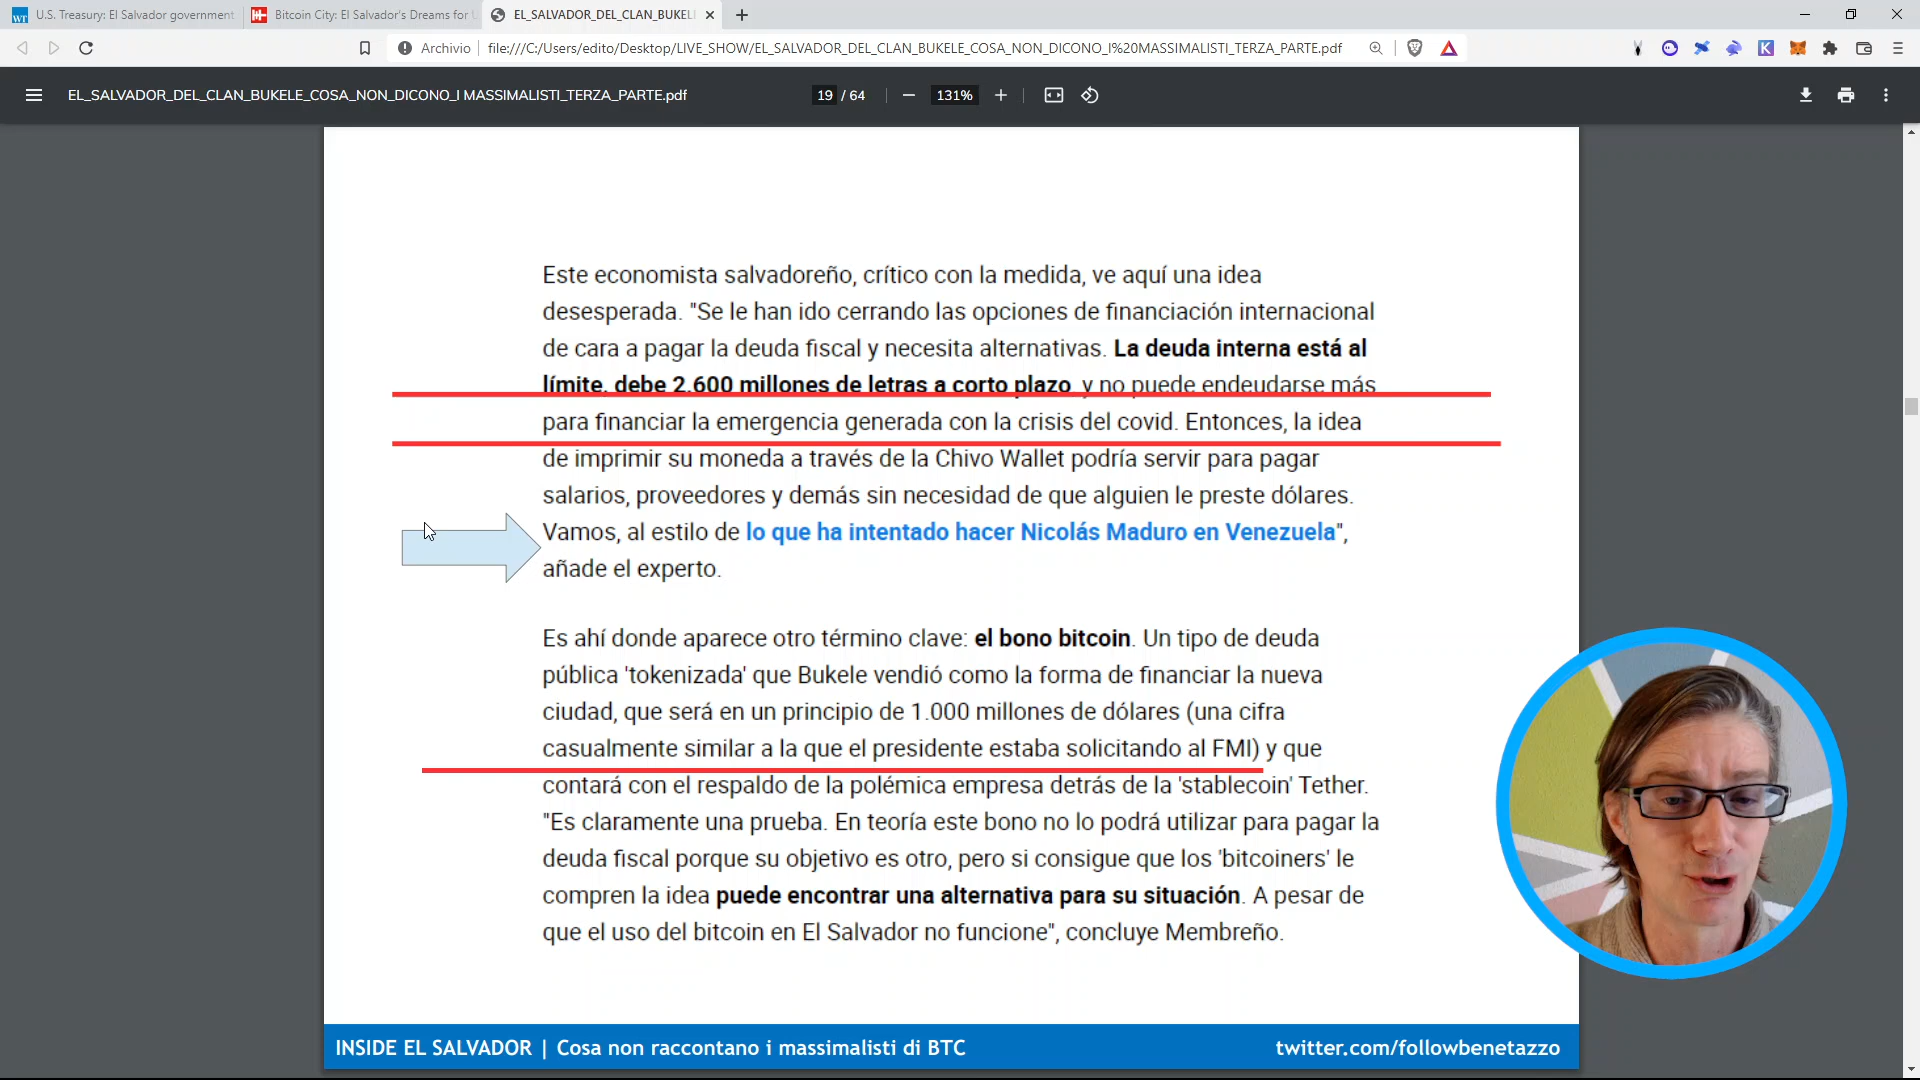 U.S. Treasury: El Salvador government
Bitcoin City: El Salvador's Dreams for
EL_SALVADOR_DEL_CLAN_BUKELE
Archivio
file:///C:/Users/edito/Desktop/LIVE_SHOW/EL_SALVADOR_DEL_CLAN_BUKELE_COSA_NON_DICONO_I%20MASSIMALISTI_TERZA_PARTE.pdf
EL_SALVADOR_DEL_CLAN_BUKELE_COSA_NON_DICONO_I MASSIMALISTI_TERZA_PARTE.pdf
19 / 64
131%
Este economista salvadoreño, crítico con la medida, ve aquí una idea
desesperada. "Se le han ido cerrando las opciones de financiación internacional
de cara a pagar la deuda fiscal y necesita alternativas. La deuda interna está al
límite, debe 2.600 millones de letras a corto plazo, y no puede endeudarse más
para financiar la emergencia generada con la crisis del covid. Entonces, la idea
de imprimir su moneda a través de la Chivo Wallet podría servir para pagar
salarios, proveedores y demás sin necesidad de que alguien le preste dólares.
Vamos, al estilo de lo que ha intentado hacer Nicolás Maduro en Venezuela",
añade el experto.
Es ahí donde aparece otro término clave: el bono bitcoin. Un tipo de deuda
pública 'tokenizada' que Bukele vendió como la forma de financiar la nueva
ciudad, que será en un principio de 1.000 millones de dólares (una cifra
casualmente similar a la que el presidente estaba solicitando al FMI) y que
contará con el respaldo de la polémica empresa detrás de la 'stablecoin' Tether.
"Es claramente una prueba. En teoría este bono no lo podrá utilizar para pagar la
deuda fiscal porque su objetivo es otro, pero si consigue que los 'bitcoiners' le
compren la idea puede encontrar una alternativa para su situación. A pesar de
que el uso del bitcoin en El Salvador no funcione", concluye Membreño.
INSIDE EL SALVADOR | Cosa non raccontano i massimalisti di BTC
twitter.com/followbenetazzo